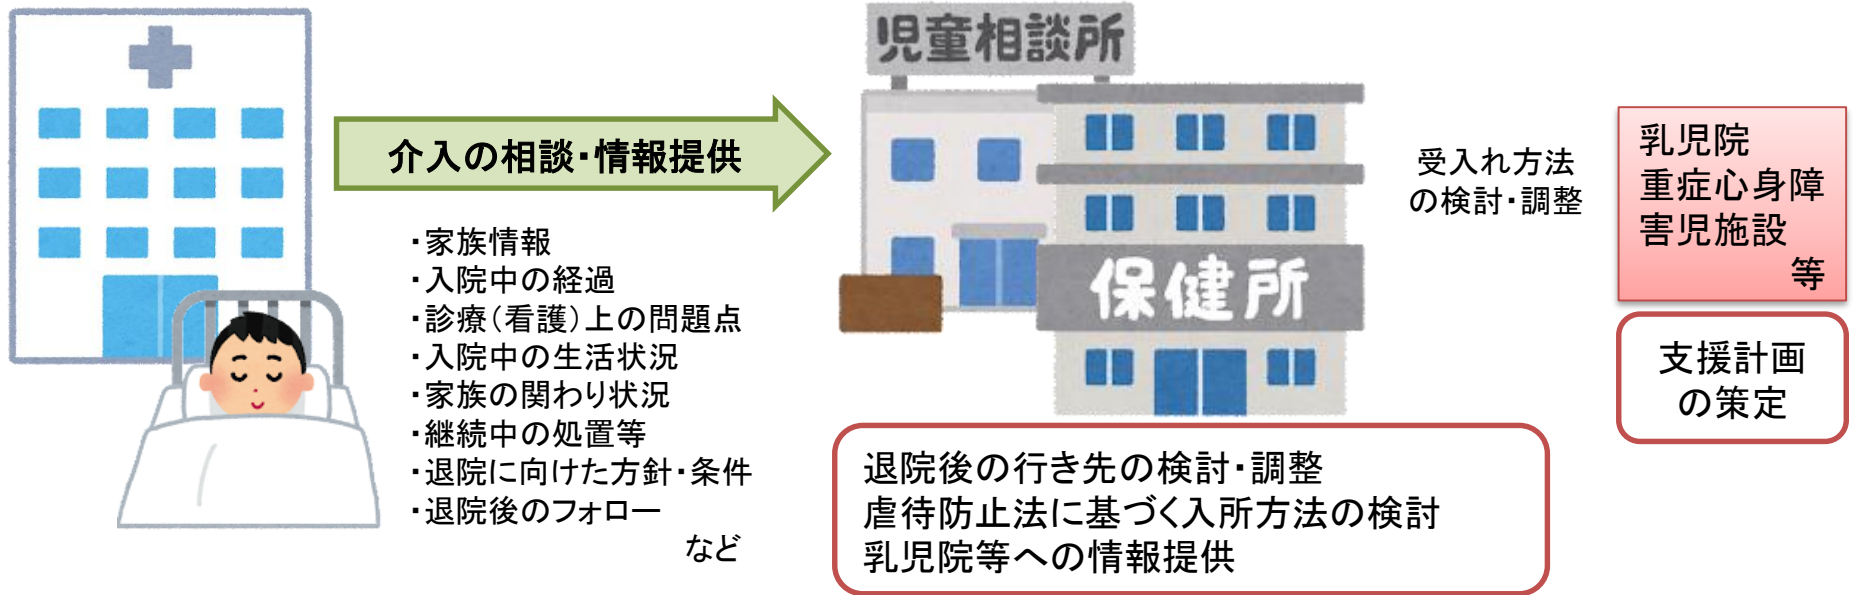 介入の相談・情報提供
・家族情報
・入院中の経過
・診療(看護)上の問題点
・入院中の生活状況
・家族の関わり状況
・継続中の処置等
・退院に向けた方針・条件
・退院後のフォロー
など
児童相談所
保健所
退院後の行き先の検討・調整
虐待防止法に基づく入所方法の検討
乳児院等への情報提供
受入れ方法
の検討・調整
乳児院
重症心身障
害児施設
等
支援計画
の策定